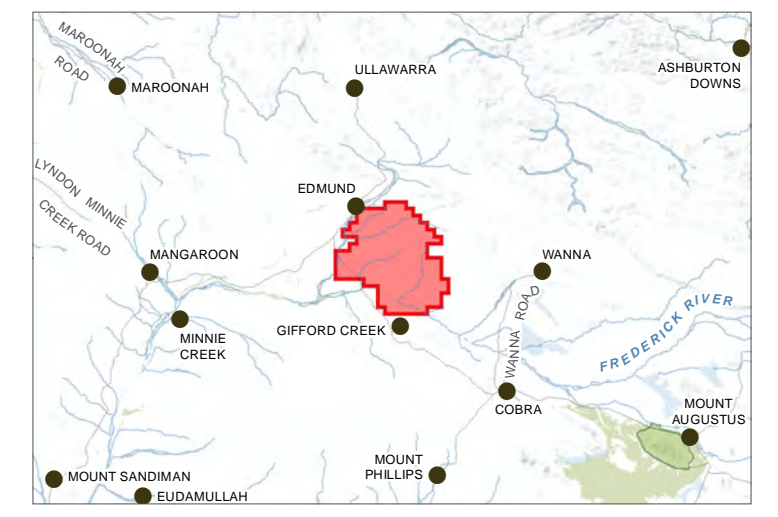 MAROONAH
ROAD
MAROONAH
ULLAWARRA
ASHBURTON
DOWNS
LYNDON MINNIE
CREEK ROAD
EDMUND
MANGAROON
WANNA
MINNIE
CREEK
GIFFORD CREEK
WANNA ROAD
FREDERICK RIVER
COBRA
MOUNT
AUGUSTUS
MOUNT
PHILLIPS
MOUNT SANDIMAN
EUDAMULLAH